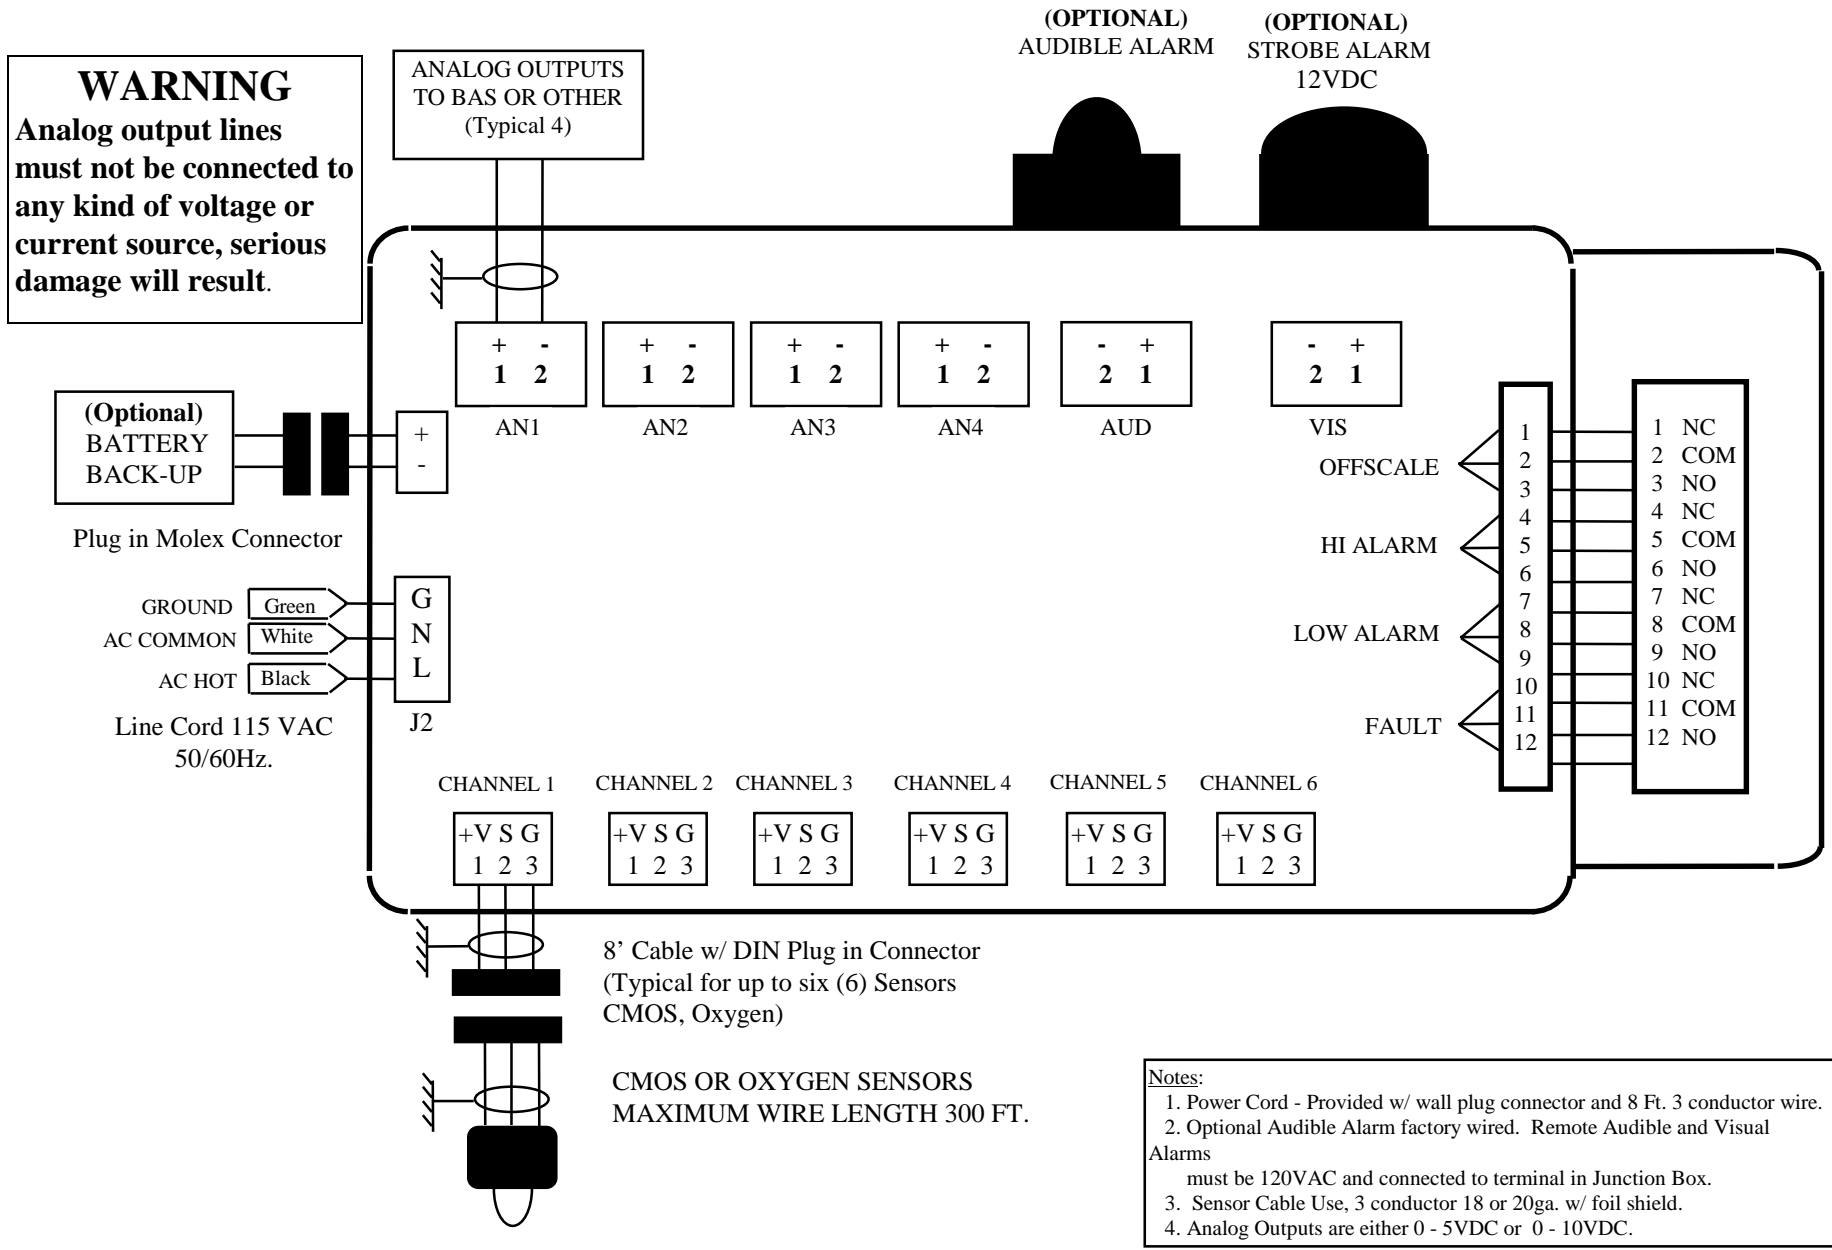 (OPTIONAL)
AUDIBLE ALARM
(OPTIONAL)
STROBE ALARM
12VDC
WARNING
Analog output lines
must not be connected to
any kind of voltage or
current source, serious
damage will result.
ANALOG OUTPUTS
TO BAS OR OTHER
(Typical 4)
+ -
1 2
AN1
+ -
1 2
AN2
+ -
1 2
AN3
+ -
1 2
AN4
- +
2 1
AUD
- +
2 1
VIS
(Optional)
BATTERY
BACK-UP
+
-
Plug in Molex Connector
GROUND Green G
AC COMMON White N
AC HOT Black L
J2
Line Cord 115 VAC
50/60Hz.
OFFSCALE
HI ALARM
LOW ALARM
FAULT
1
2
3
4
5
6
7
8
9
10
11
12
1 NC
2 COM
3 NO
4 NC
5 COM
6 NO
7 NC
8 COM
9 NO
10 NC
11 COM
12 NO
CHANNEL 1
+V S G
1 2 3
CHANNEL 2
+V S G
1 2 3
CHANNEL 3
+V S G
1 2 3
CHANNEL 4
+V S G
1 2 3
CHANNEL 5
+V S G
1 2 3
CHANNEL 6
+V S G
1 2 3
8’ Cable w/ DIN Plug in Connector
(Typical for up to six (6) Sensors
CMOS, Oxygen)
CMOS OR OXYGEN SENSORS
MAXIMUM WIRE LENGTH 300 FT.
Notes:
1. Power Cord - Provided w/ wall plug connector and 8 Ft. 3 conductor wire.
2. Optional Audible Alarm factory wired. Remote Audible and Visual
Alarms
must be 120VAC and connected to terminal in Junction Box.
3. Sensor Cable Use, 3 conductor 18 or 20ga. w/ foil shield.
4. Analog Outputs are either 0 - 5VDC or 0 - 10VDC.